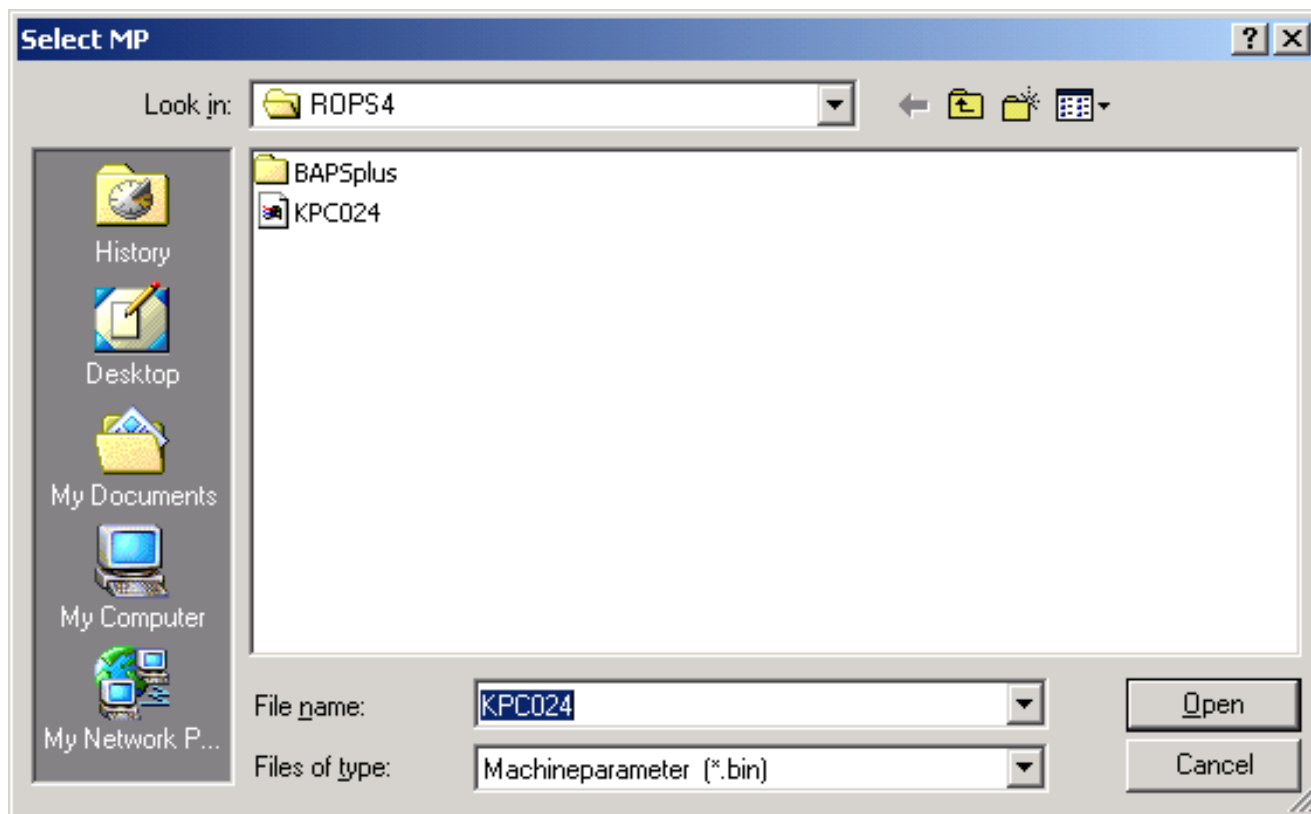 Select MP
Look in: ROPS4
BAPSplus
KPC024
History
Desktop
My Documents
My Computer
My Network P...
File name: KPC024 Open
Files of type: Machineparameter (*.bin) Cancel